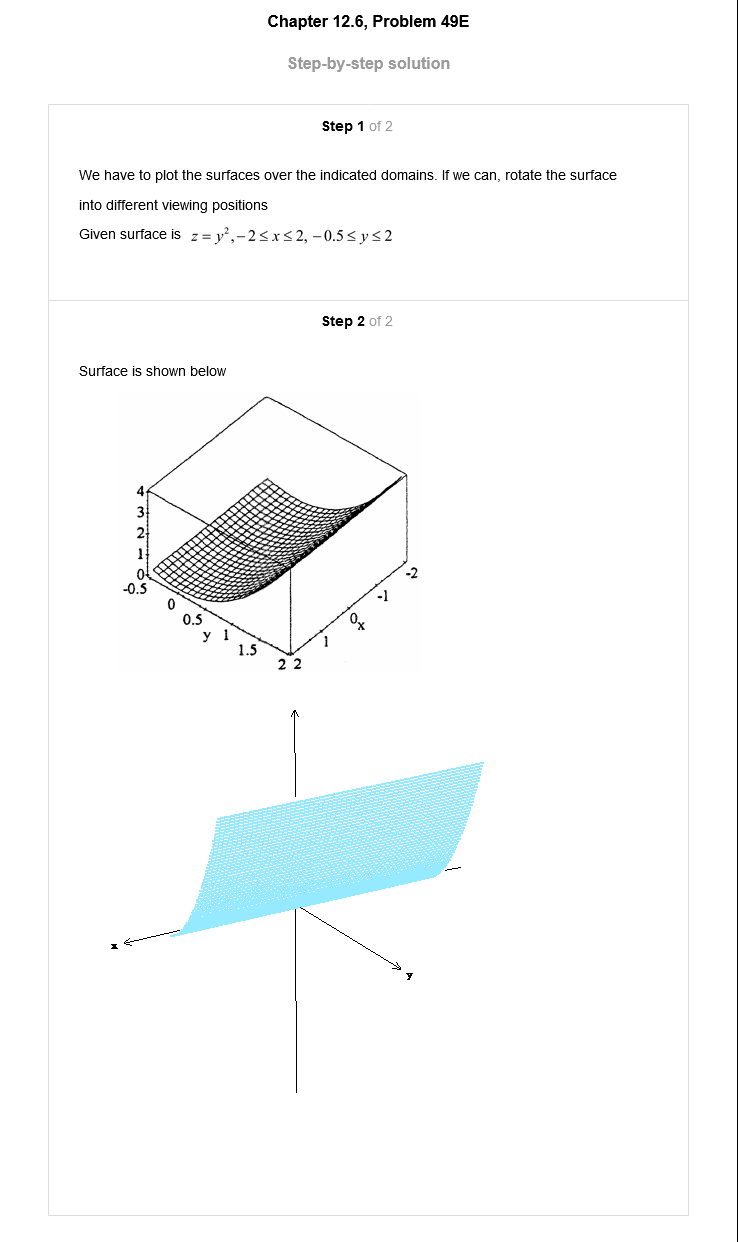 Chapter 12.6, Problem 49E
Step-by-step solution
Step 1 of 2
We have to plot the surfaces over the indicated domains. If we can, rotate the surface
into different viewing positions
Given surface is z = y², – 2 ≤ x ≤ 2, – 0.5 ≤ y ≤ 2
Step 2 of 2
Surface is shown below
4
3
2
1
0
-0.5
0
0.5
y 1
1.5
2 2
1
0x
-1
-2
x
y